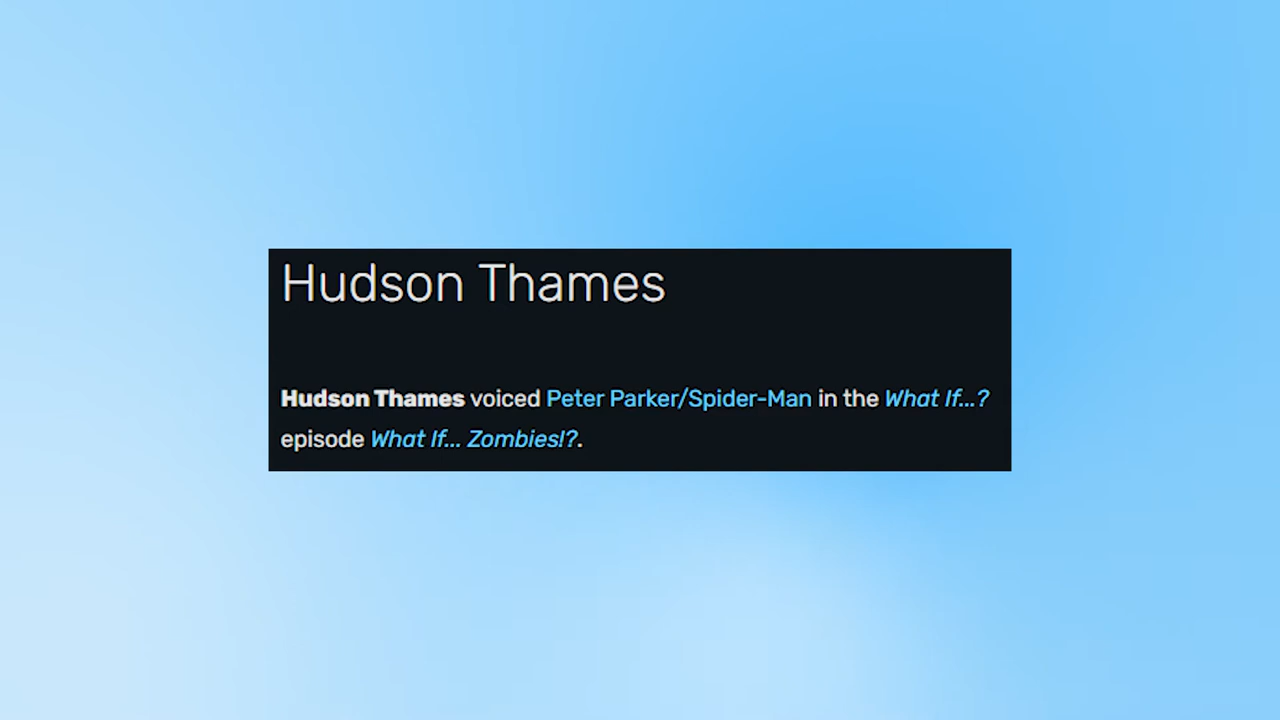 Hudson Thames
Hudson Thames voiced Peter Parker/Spider-Man in the What If...?
episode What If... Zombies!?.